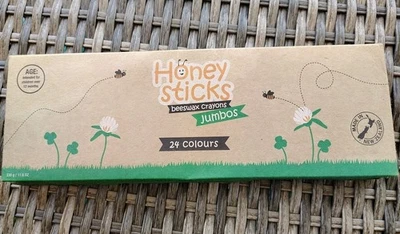 AGE:
Honey
sticks
beeswax crayons
jumbos
24 colours
MADE IN
NEW ZEALAND